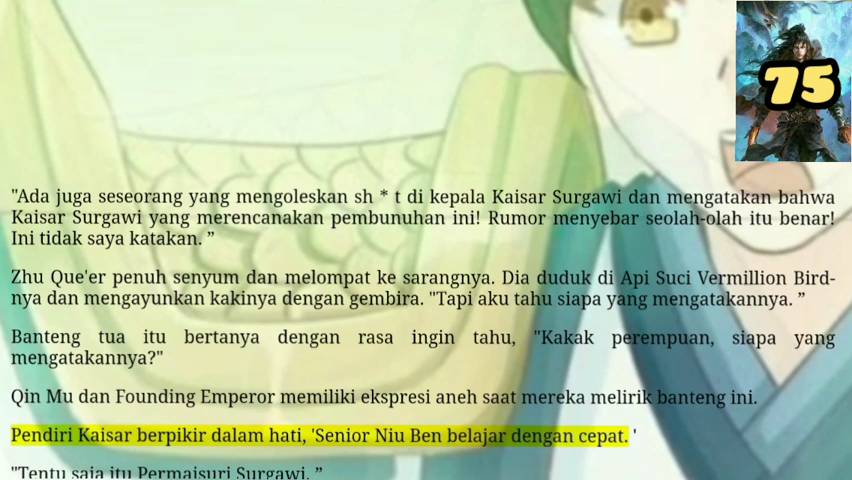 75
"Ada juga seseorang yang mengoleskan sh * t di kepala Kaisar Surgawi dan mengatakan bahwa
Kaisar Surgawi yang merencanakan pembunuhan ini! Rumor menyebar seolah-olah itu benar!
Ini tidak saya katakan. ”
Zhu Que'er penuh senyum dan melompat ke sarangnya. Dia duduk di Api Suci Vermillion Bird-
nya dan mengayunkan kakinya dengan gembira. "Tapi aku tahu siapa yang mengatakannya. ”
Banteng tua itu bertanya dengan rasa ingin tahu, "Kakak perempuan, siapa yang
mengatakannya?"
Qin Mu dan Founding Emperor memiliki ekspresi aneh saat mereka melirik banteng ini.
Pendiri Kaisar berpikir dalam hati, 'Senior Niu Ben belajar dengan cepat. '
"Tentu saja itu Permaisuri Surgawi. ”